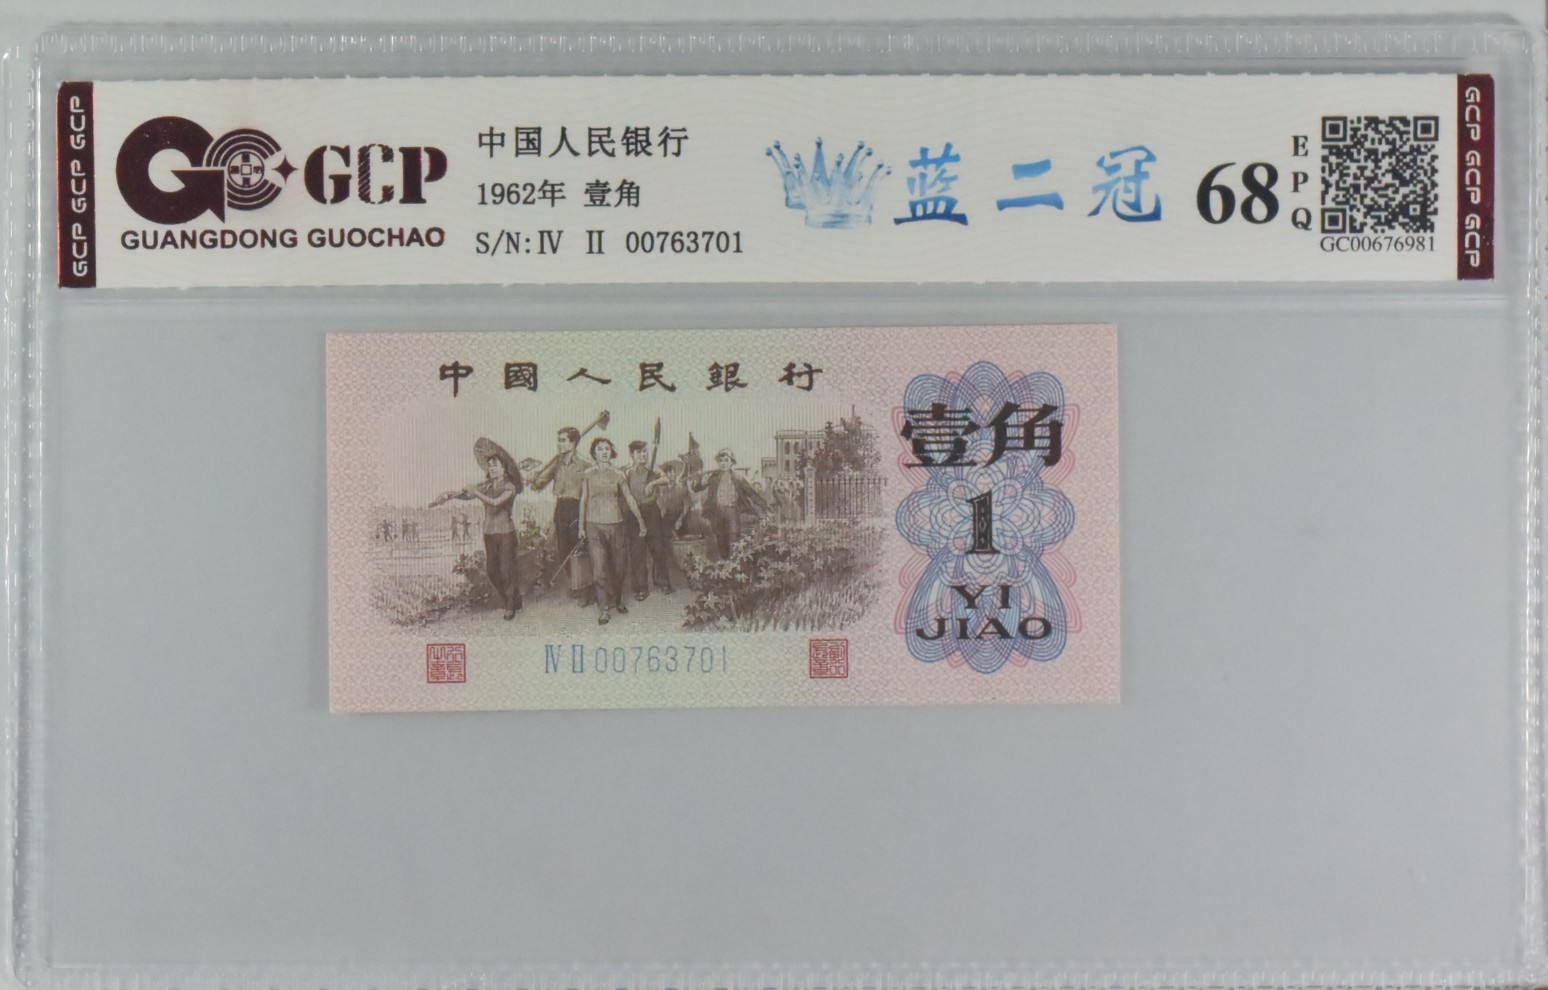 GCP GCP GCP
GCP
GUANGDONG GUOCHAO
中国人民银行
1962年 壹角
S/N:Ⅳ Ⅱ 00763701
蓝二冠
68
EPQ
GC00676981
GCP GCP GCP
中國人民銀行
壹角
1
YI
JIAO
Ⅳ Ⅱ 00763701